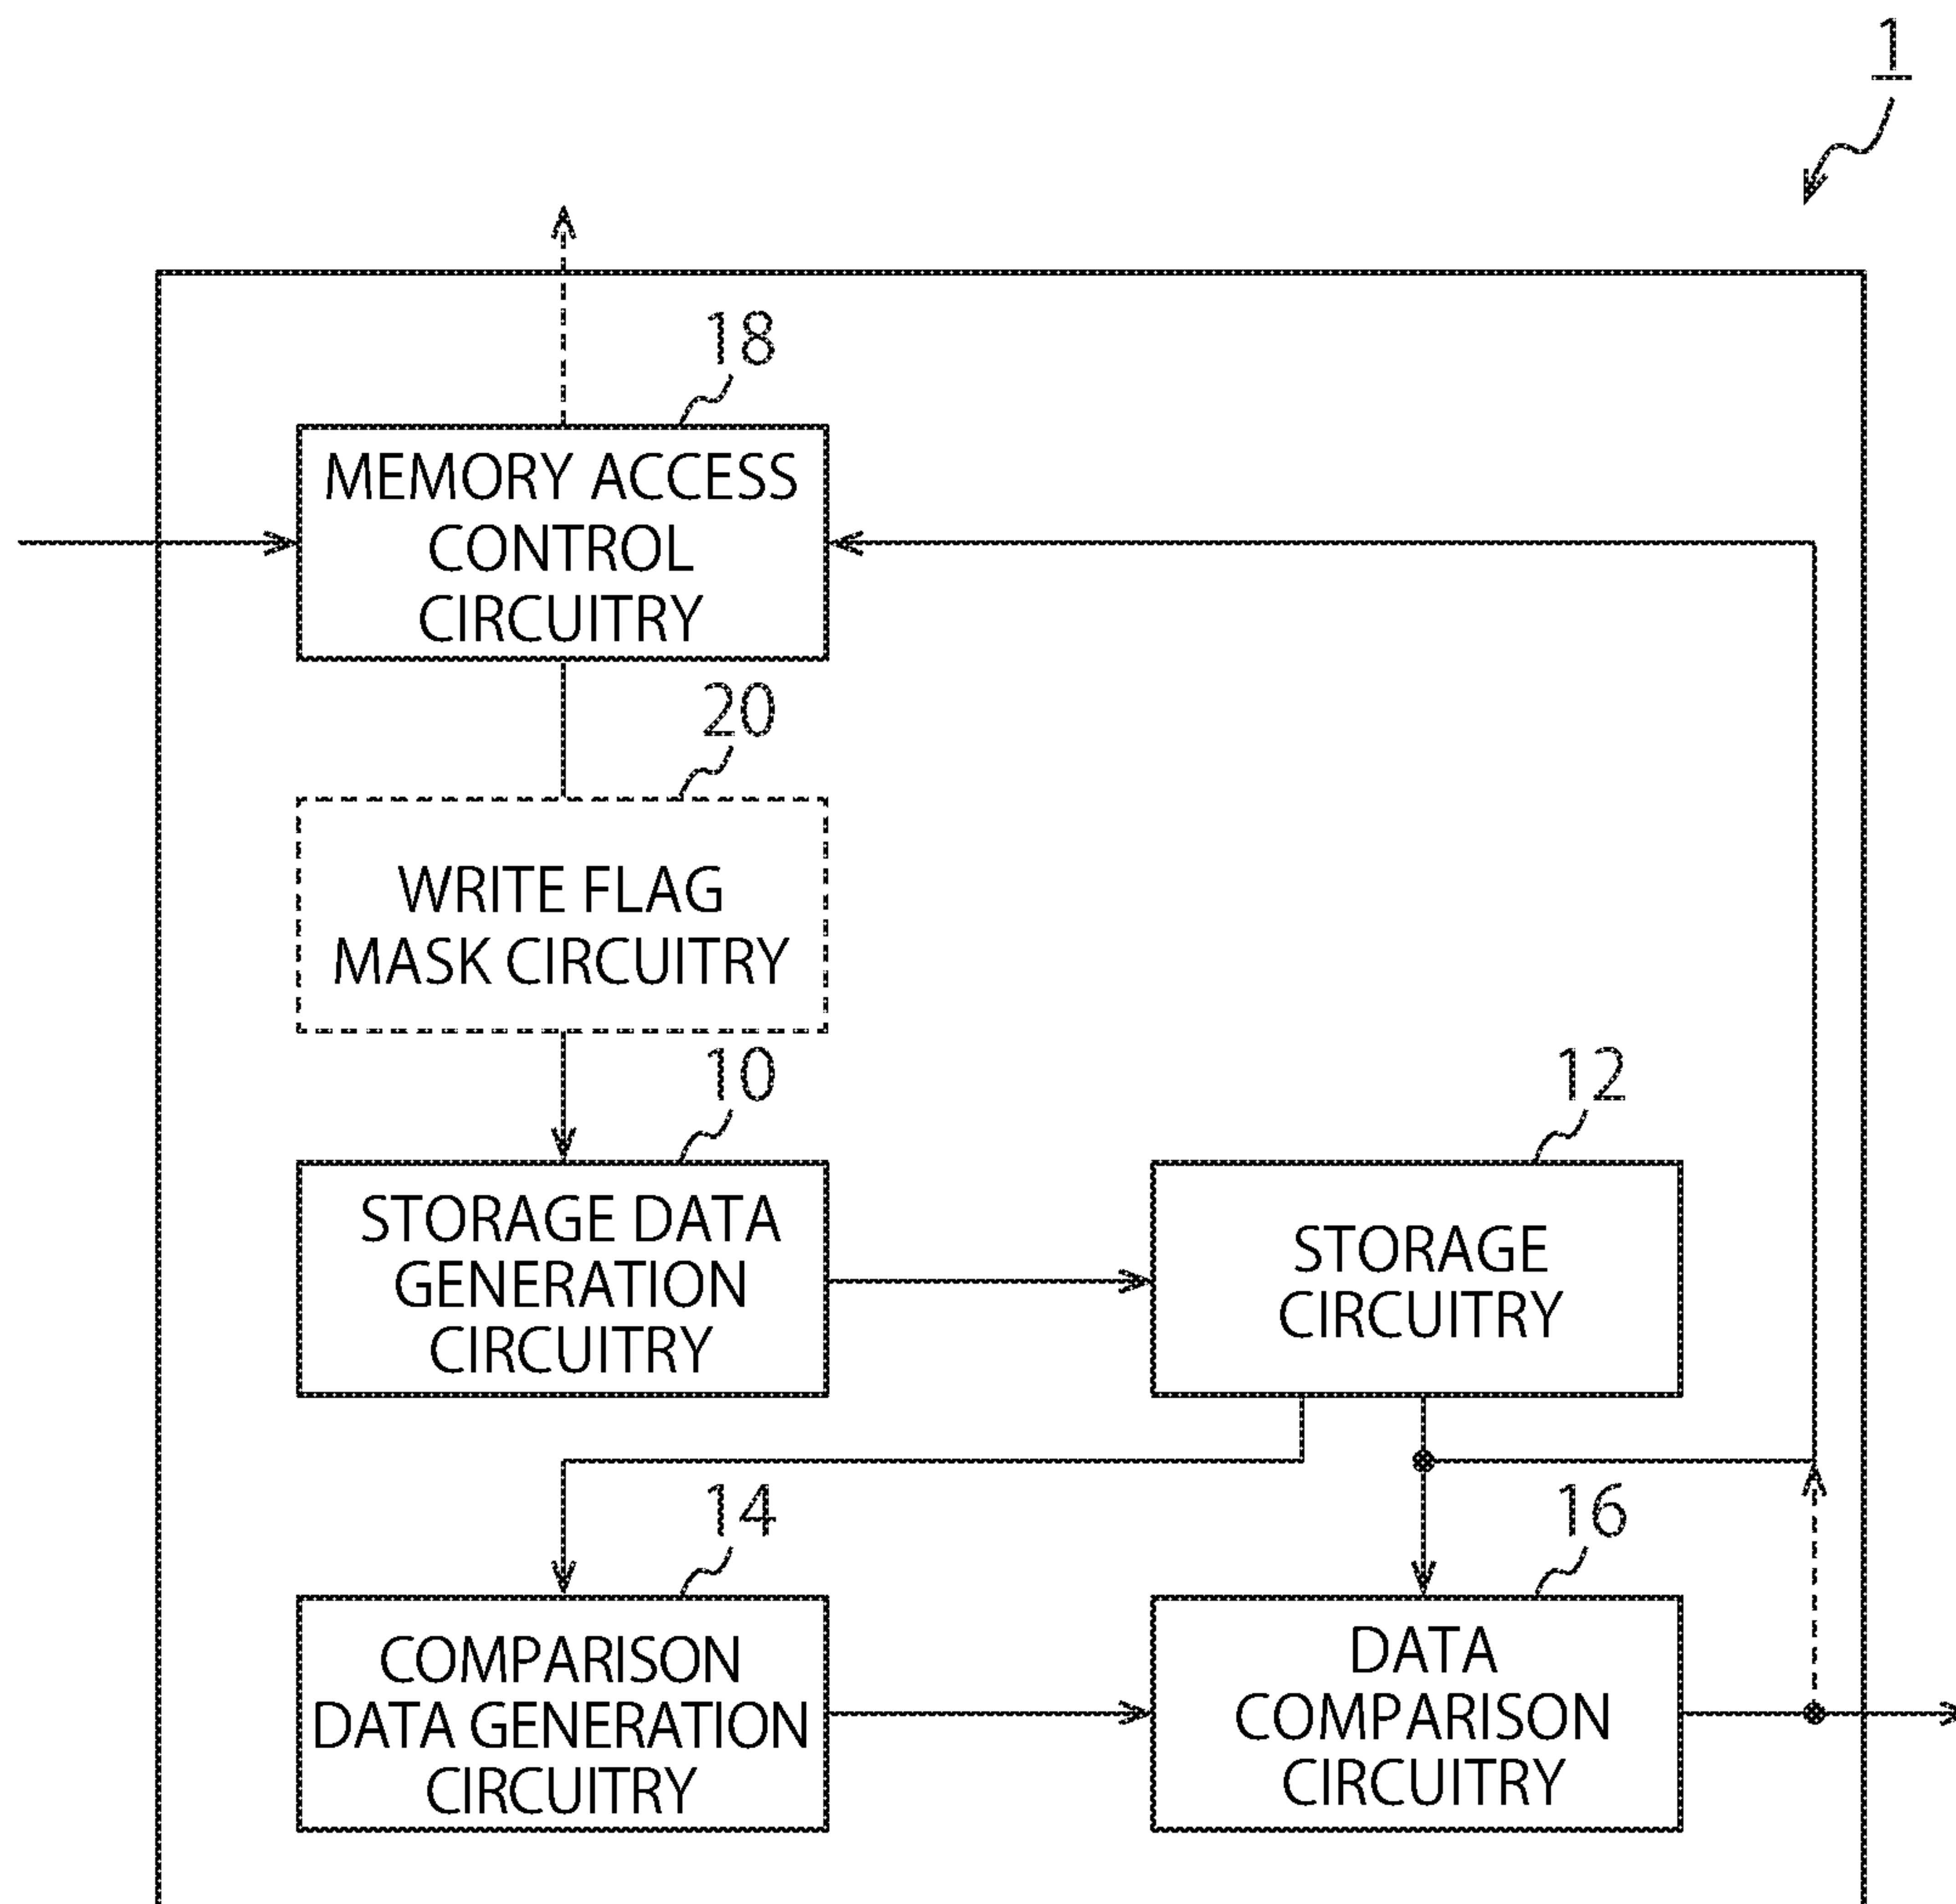 1
18
MEMORY ACCESS
CONTROL
CIRCUITRY
20
WRITE FLAG
MASK CIRCUITRY
10
STORAGE DATA
GENERATION
CIRCUITRY
12
STORAGE
CIRCUITRY
14
COMPARISON
DATA GENERATION
CIRCUITRY
16
DATA
COMPARISON
CIRCUITRY